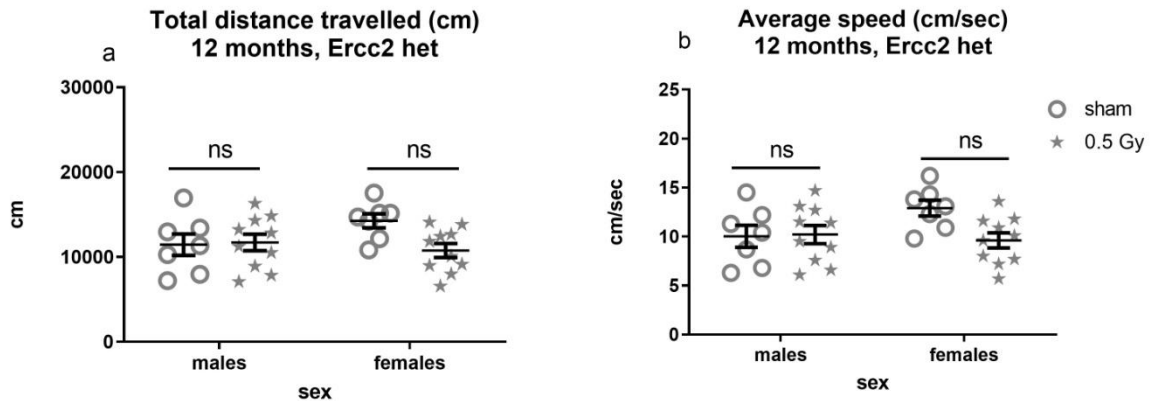 a
Total distance travelled (cm)
12 months, Ercc2 het
30000
20000
10000
0
cm
ns
ns
males
females
sex
b
Average speed (cm/sec)
12 months, Ercc2 het
25
20
15
10
5
0
cm/sec
ns
ns
males
females
sex
sham
0.5 Gy